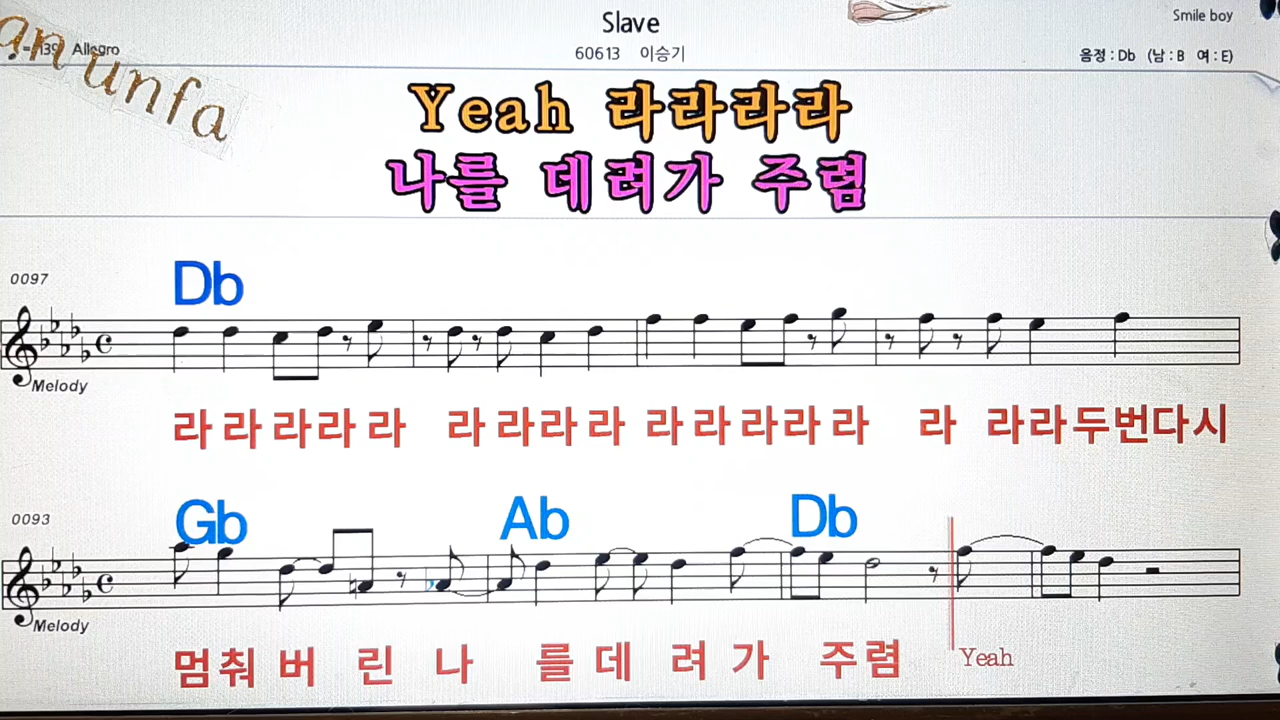 Slave
Smile boy
an unfa
= 139 Allegro
60613 이승기
음정 : Db (남 : B 여 : E)
Yeah 라라라라
나를 데려가 주렴
0097
Db
Melody
라 라 라 라 라 라 라 라 라 라 라 라 라 라 라 라 라 두 번 다 시
0093
Gb Ab Db
Melody
멈 춰 버 린 나 를 데 려 가 주 렴 Yeah